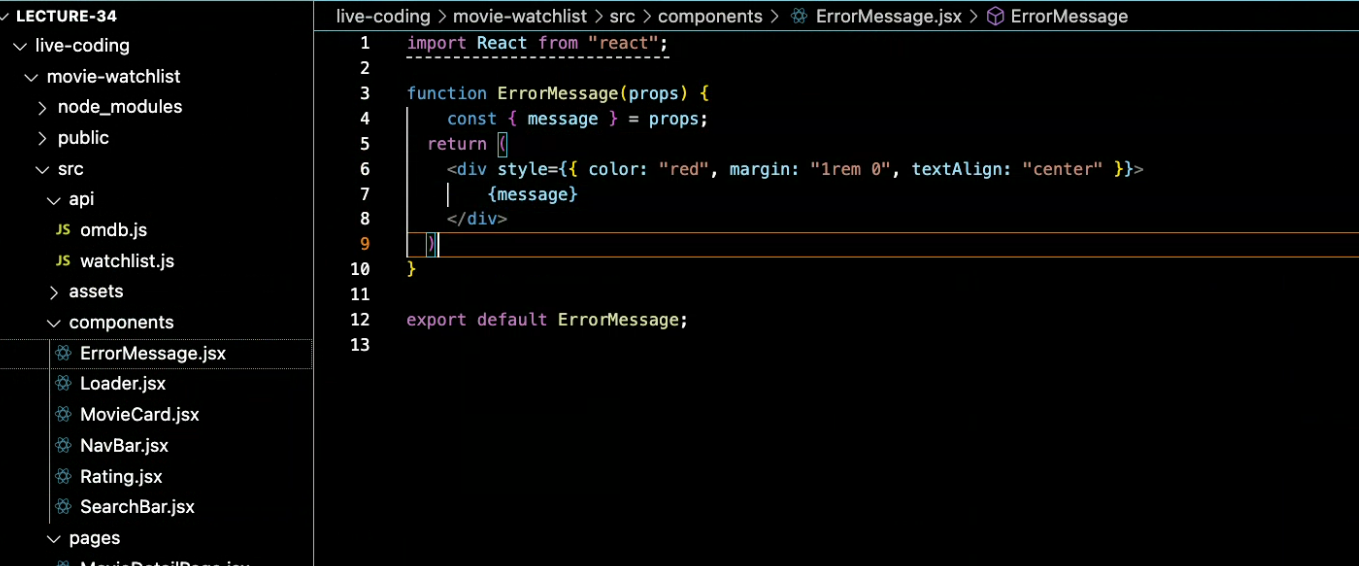 LECTURE-34
live-coding
movie-watchlist
node_modules
public
src
api
JS omdb.js
JS watchlist.js
assets
components
ErrorMessage.jsx
Loader.jsx
MovieCard.jsx
NavBar.jsx
Rating.jsx
SearchBar.jsx
pages
live-coding > movie-watchlist > src > components > ErrorMessage.jsx > ErrorMessage
1 import React from "react";
2
3 function ErrorMessage(props) {
4 const { message } = props;
5 return (
6 <div style={{ color: "red", margin: "1rem 0", textAlign: "center" }}>
7 {message}
8 </div>
9 )
10 }
11
12 export default ErrorMessage;
13